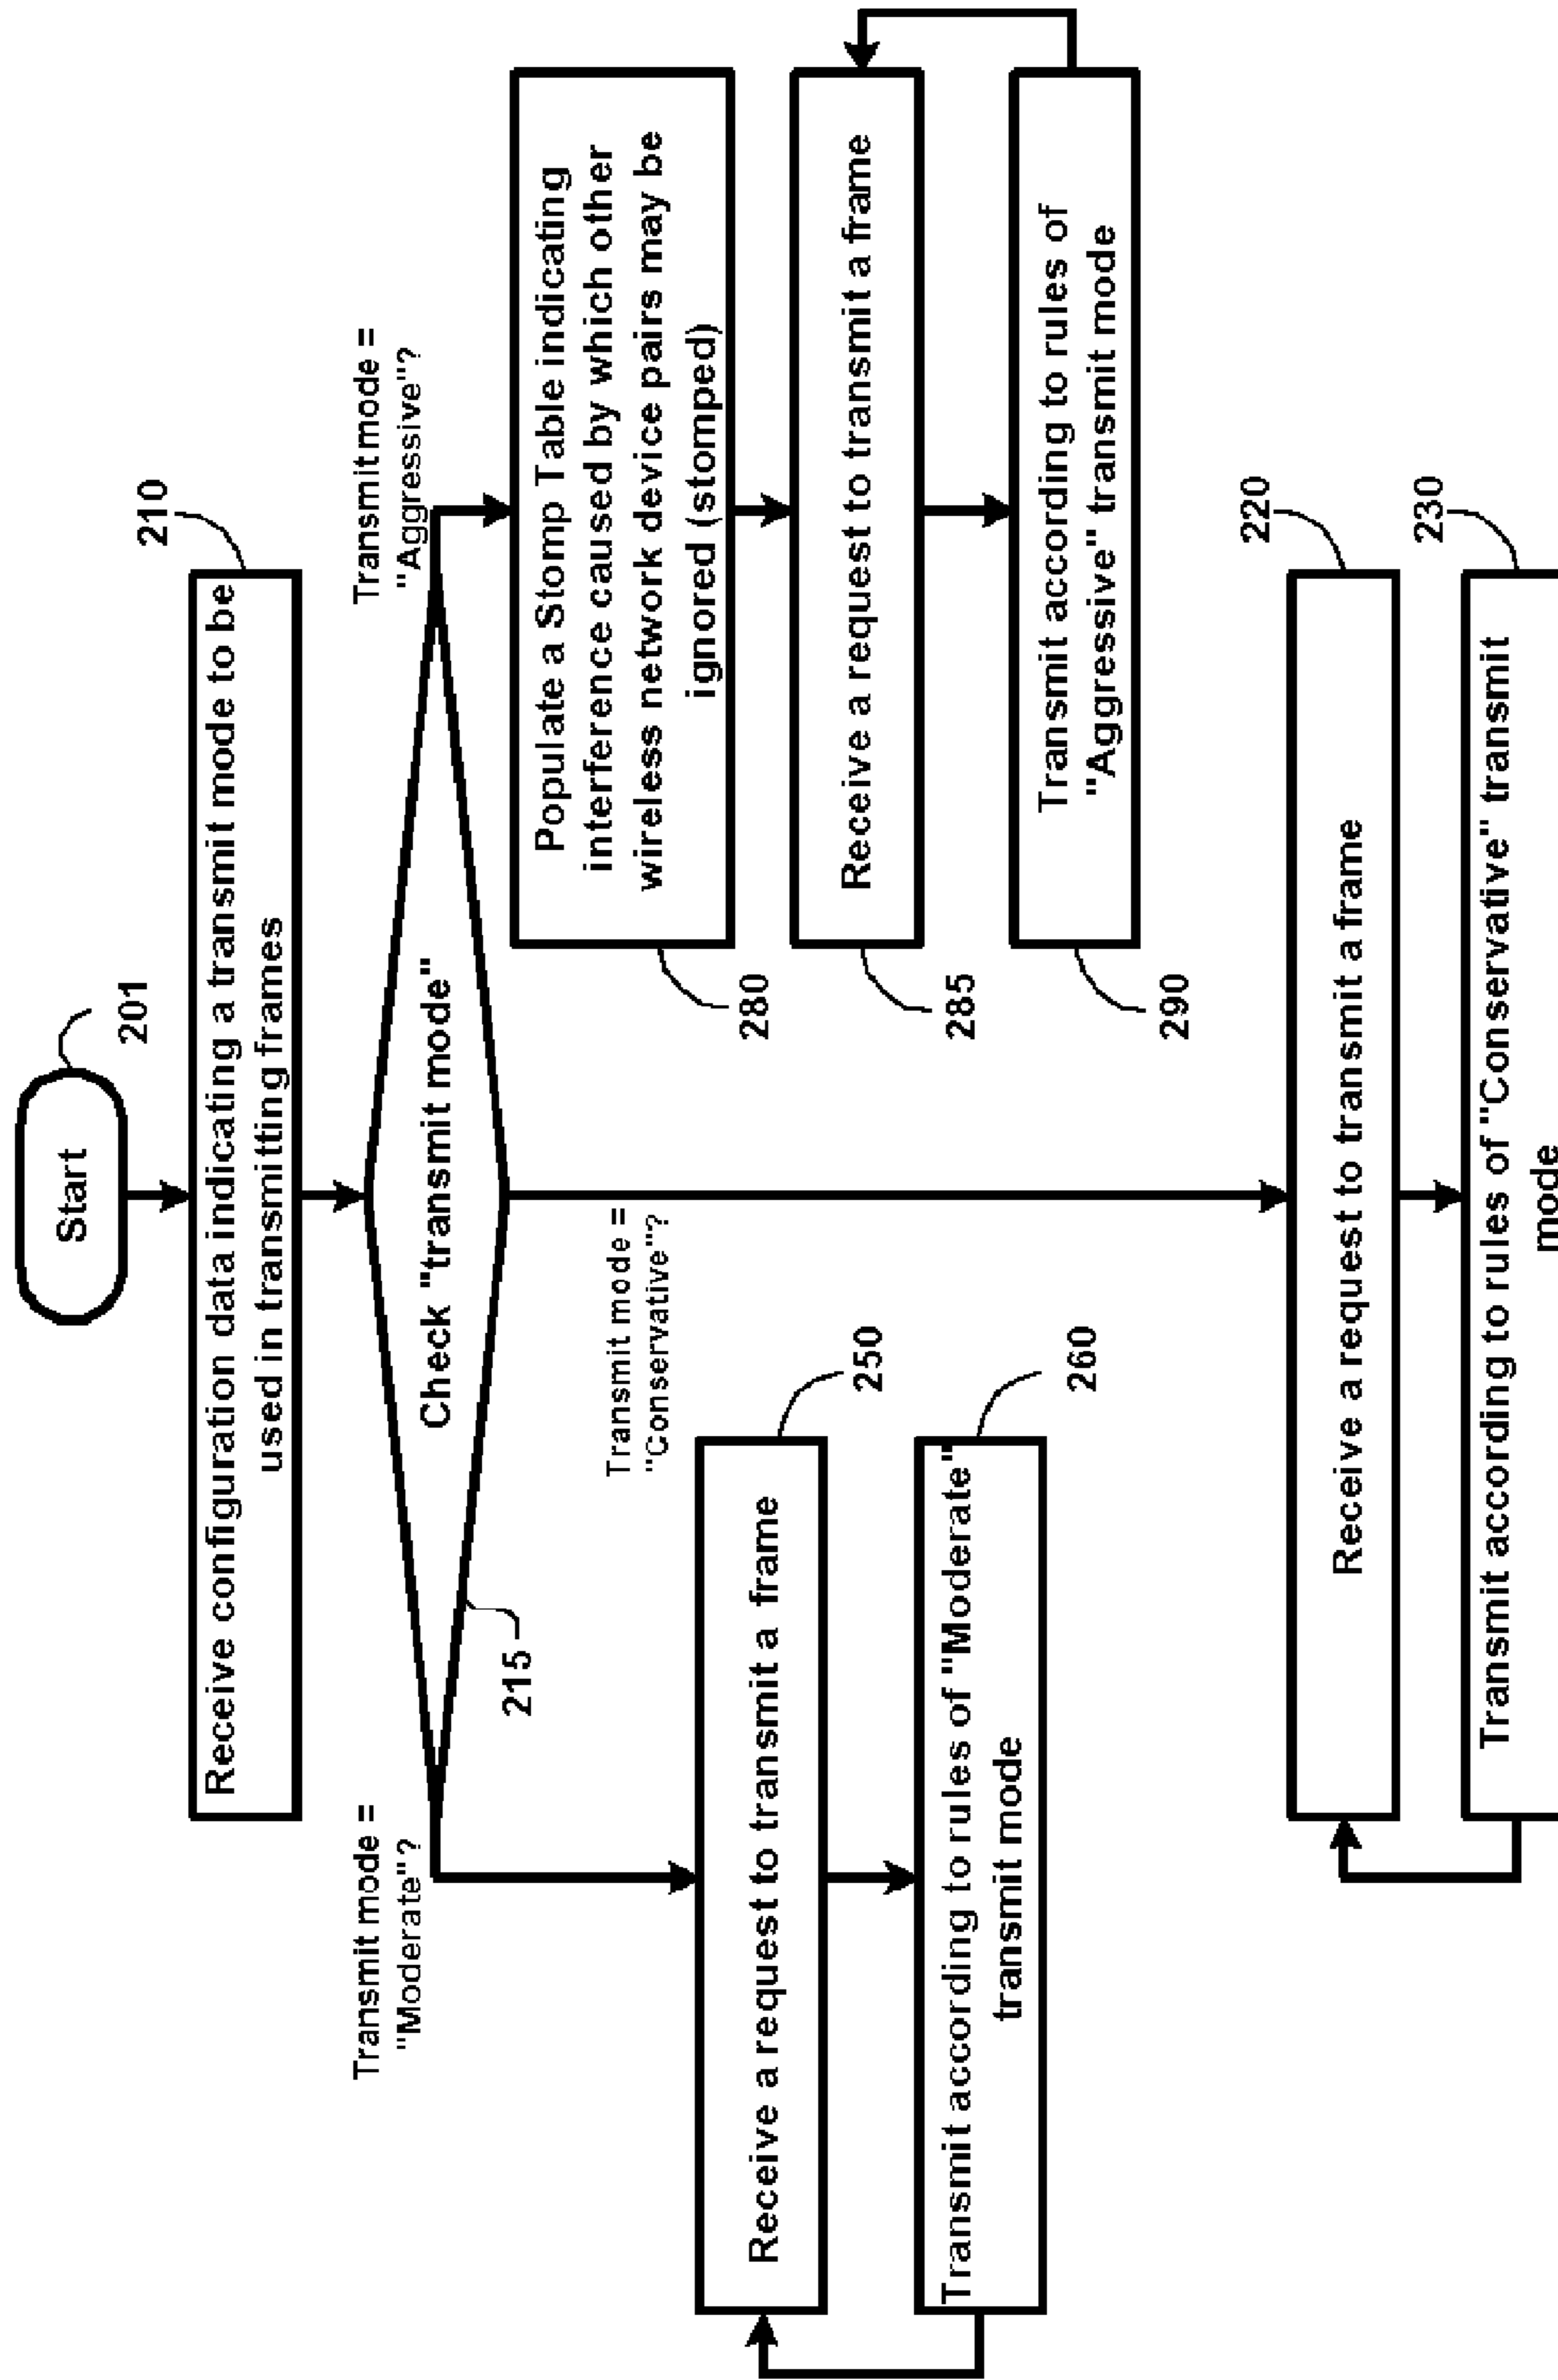 Start
201
Receive configuration data indicating a transmit mode to be
used in transmitting frames
210
Check "transmit mode"
215
Transmit mode =
"Moderate"?
Transmit mode =
"Conservative"?
Transmit mode =
"Aggressive"?
Receive a request to transmit a frame
250
Transmit according to rules of "Moderate"
transmit mode
260
Populate a Stomp Table indicating
interference caused by which other
wireless network device pairs may be
ignored (stomped)
280
Receive a request to transmit a frame
285
Transmit according to rules of
"Aggressive" transmit mode
290
Receive a request to transmit a frame
220
Transmit according to rules of "Conservative" transmit
mode
230